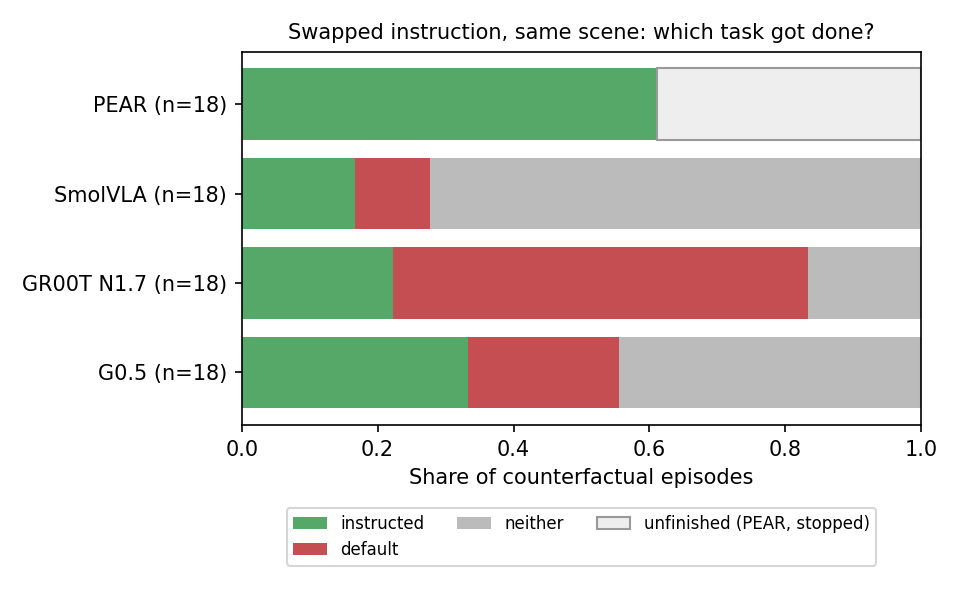 Swapped instruction, same scene: which task got done?
PEAR (n=18)
SmolVLA (n=18)
GR00T N1.7 (n=18)
G0.5 (n=18)
0.0 0.2 0.4 0.6 0.8 1.0
Share of counterfactual episodes
instructed neither unfinished (PEAR, stopped)
default